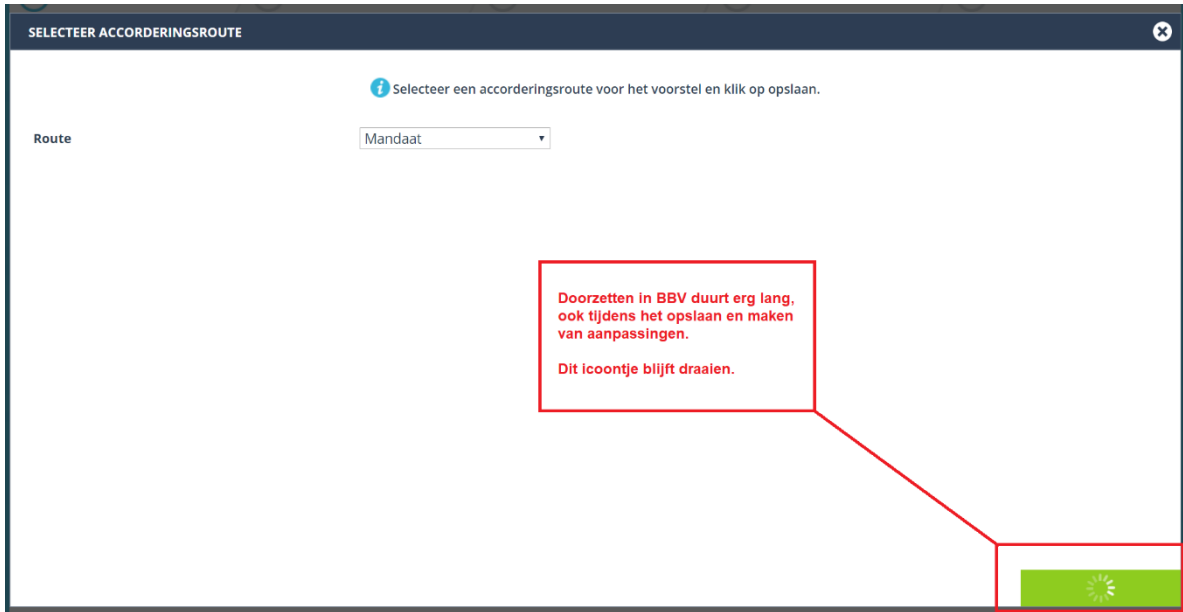 SELECTEER ACCORDERINGSROUTE
Selecteer een accorderingsroute voor het voorstel en klik op opslaan.
Route
Mandaat
Doorzetten in BBV duurt erg lang,
ook tijdens het opslaan en maken
van aanpassingen.
Dit icoontje blijft draaien.